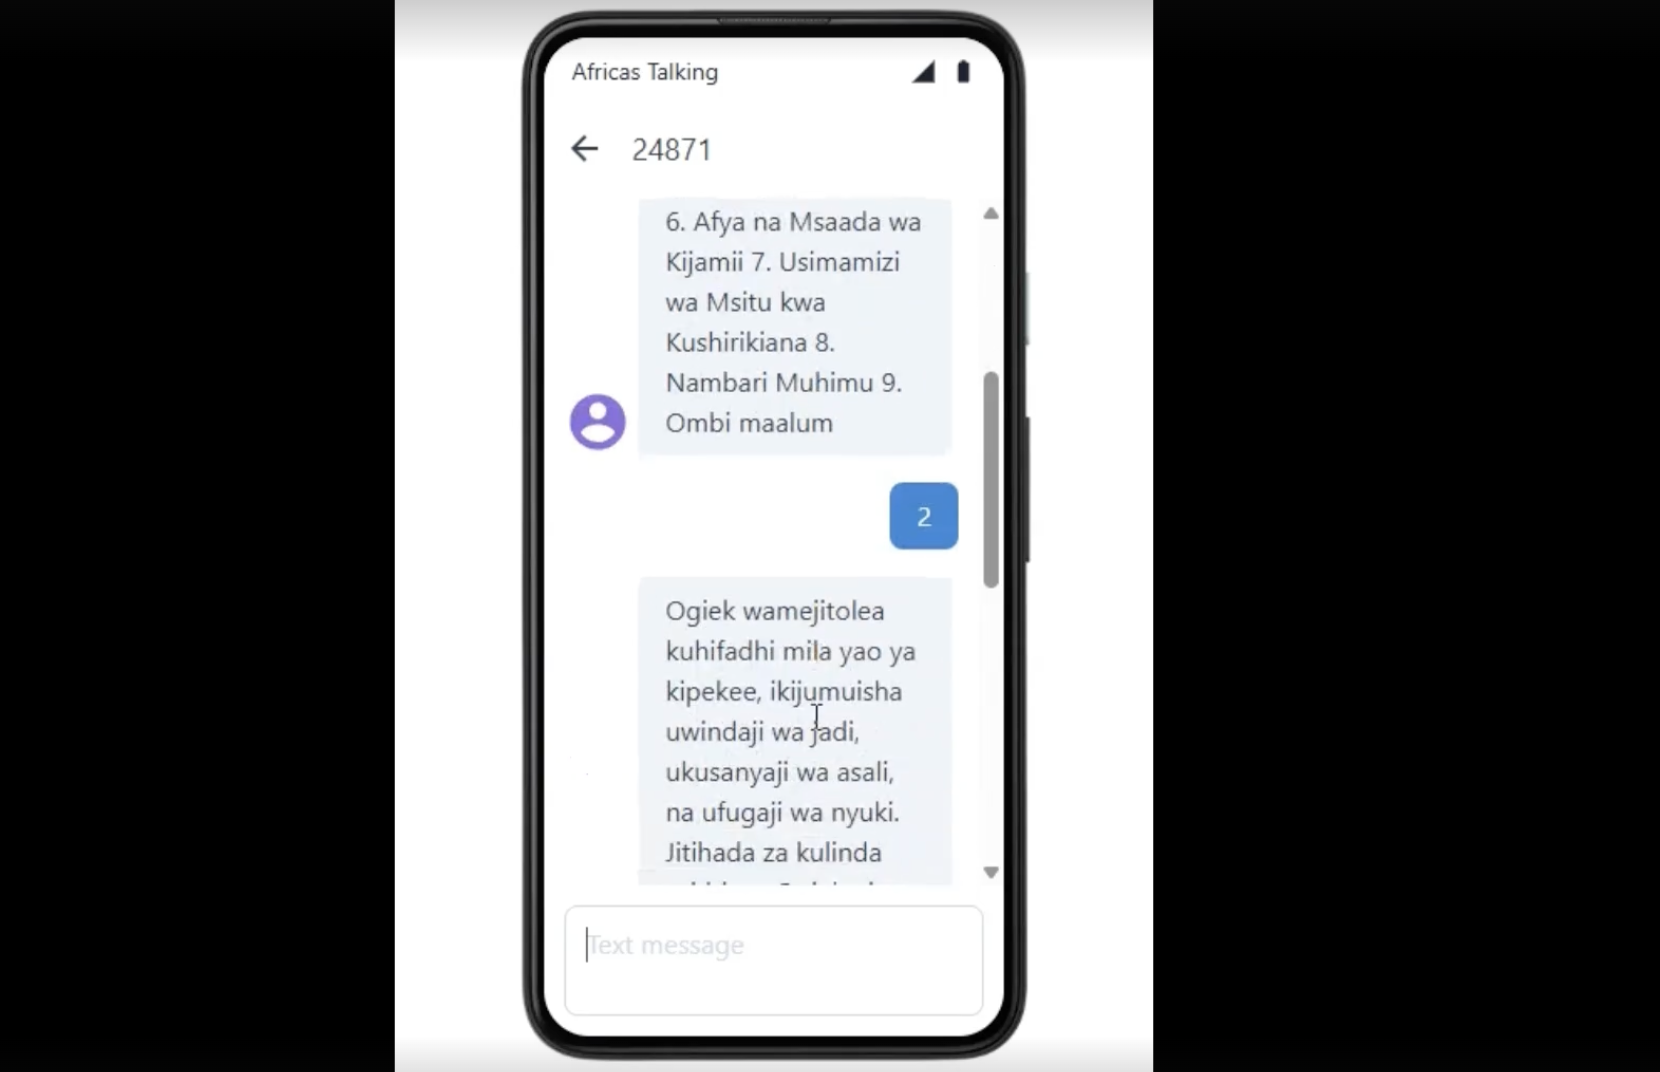 Africas Talking
24871
6. Afya na Msaada wa
Kijamii 7. Usimamizi
wa Msitu kwa
Kushirikiana 8.
Nambari Muhimu 9.
Ombi maalum
2
Ogiek wamejitolea
kuhifadhi mila yao ya
kipekee, ikijumuisha
uwindaji wa jadi,
ukusanyaji wa asali,
na ufugaji wa nyuki.
Jitihada za kulinda
Text message